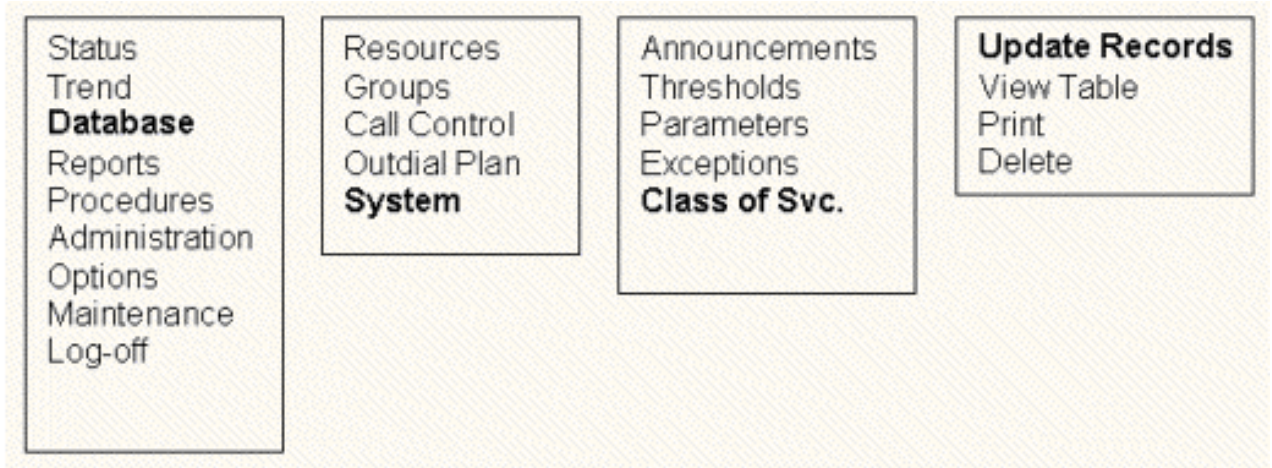 Status
Trend
Database
Reports
Procedures
Administration
Options
Maintenance
Log-off
Resources
Groups
Call Control
Outdial Plan
System
Announcements
Thresholds
Parameters
Exceptions
Class of Svc.
Update Records
View Table
Print
Delete